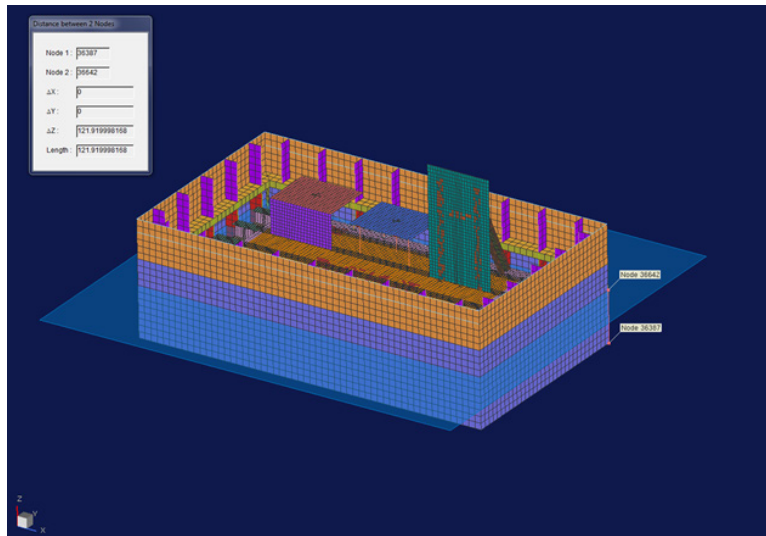 Distance between 2 Nodes
Node 1: 36387
Node 2: 36642
ΔX: 0
ΔY: 0
ΔZ: 121.919998168
Length: 121.919998168
Node 36642
Node 36387
Z
Y
X